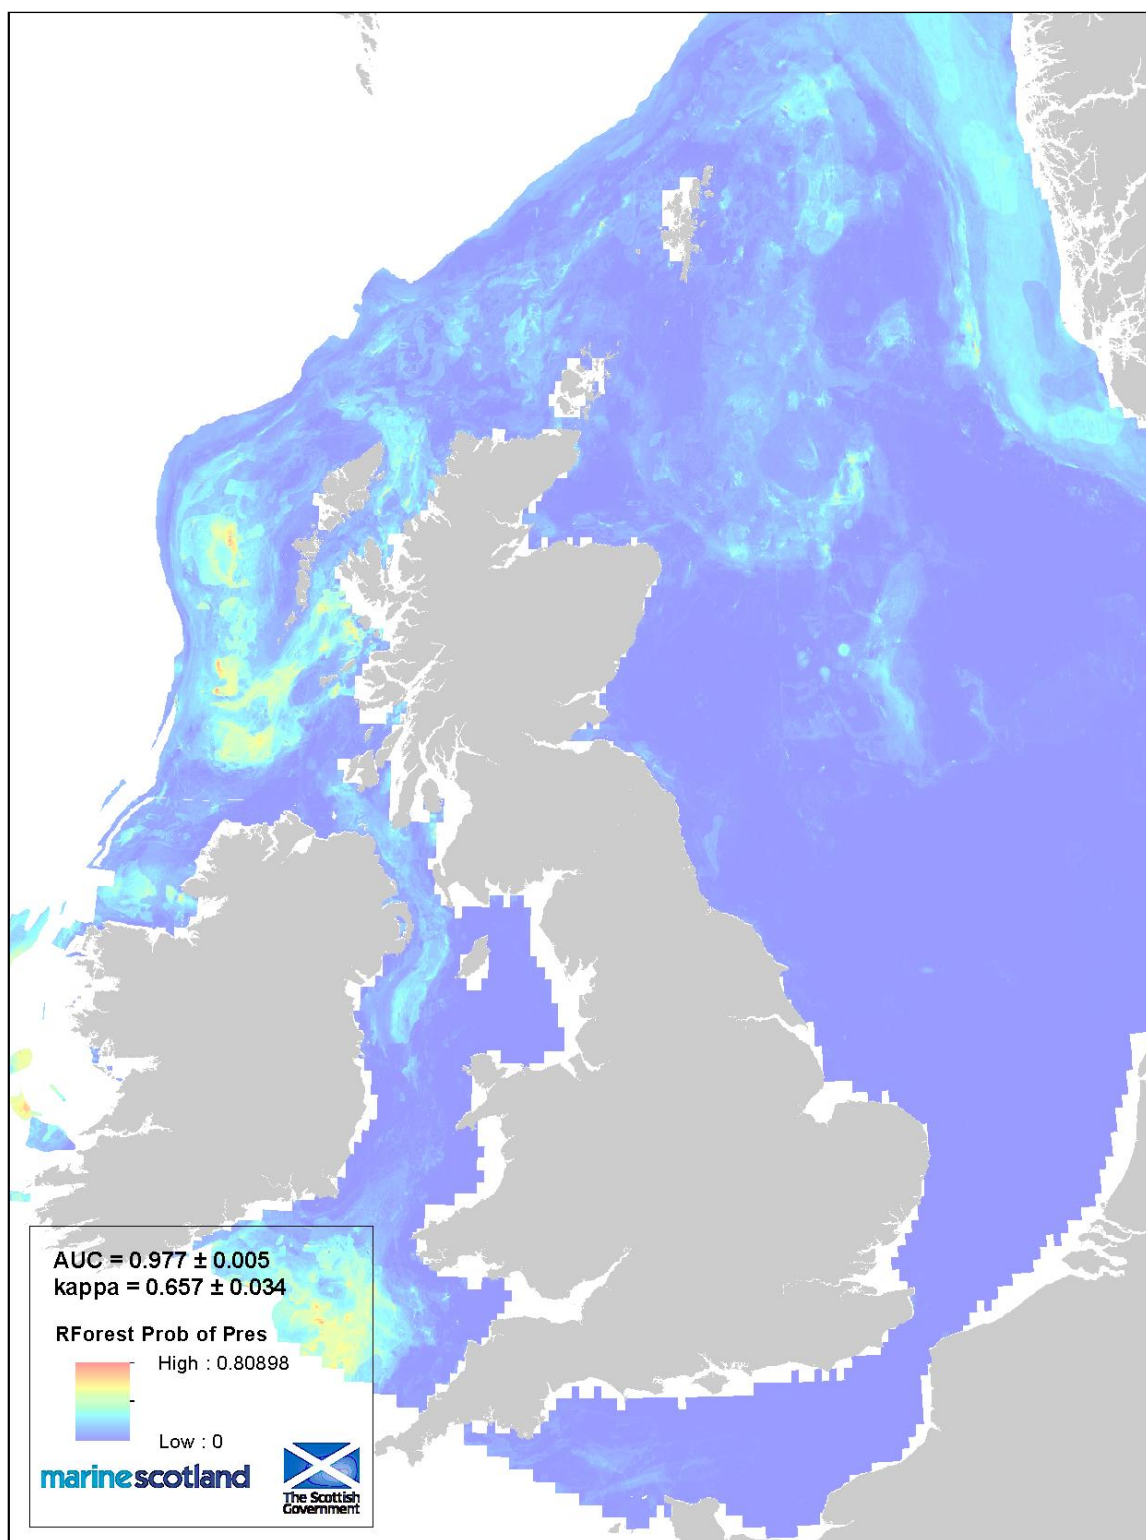 AUC = 0.977 ± 0.005
kappa = 0.657 ± 0.034
RForest Prob of Pres
High : 0.80898
Low : 0
marinescotland
The Scottish
Government